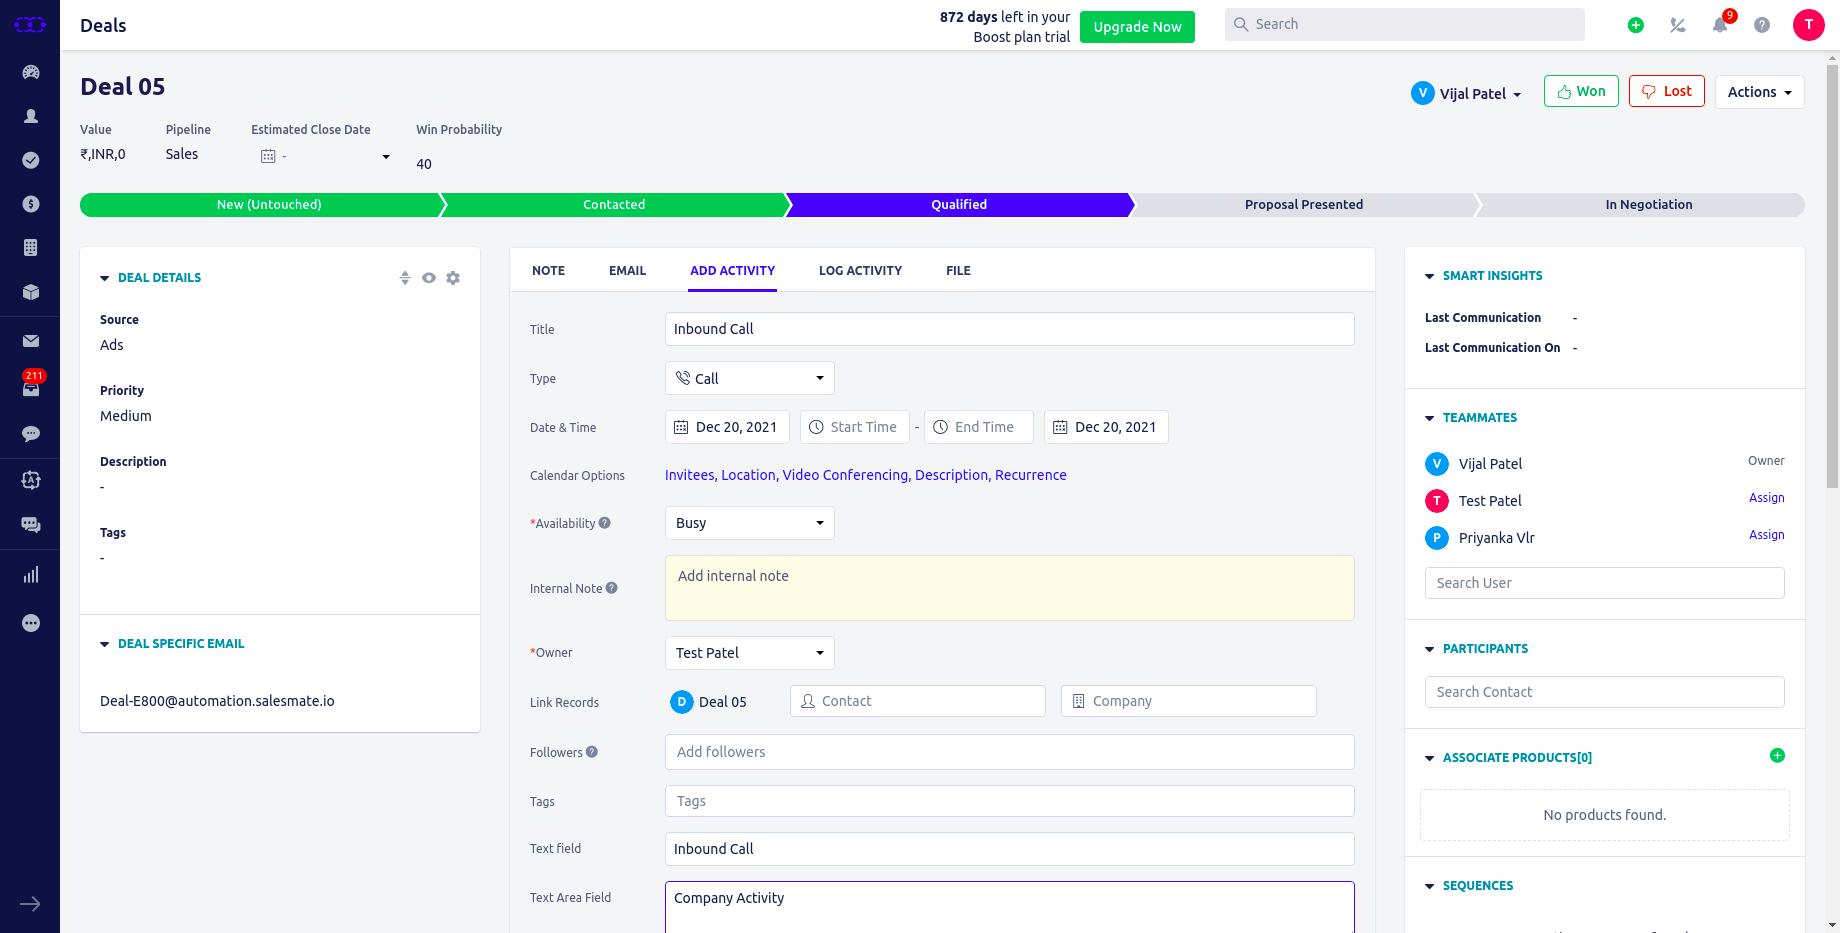 Deals
872 days left in your
Boost plan trial
Upgrade Now
Search
9
T
Deal 05
V Vijal Patel
Won
Lost
Actions
Value
Pipeline
Estimated Close Date
Win Probability
₹,INR,0
Sales
-
40
New (Untouched)
Contacted
Qualified
Proposal Presented
In Negotiation
211
DEAL DETAILS
Source
Ads
Priority
Medium
Description
-
Tags
-
DEAL SPECIFIC EMAIL
Deal-E800@automation.salesmate.io
NOTE
EMAIL
ADD ACTIVITY
LOG ACTIVITY
FILE
Title
Inbound Call
Type
Call
Date & Time
Dec 20, 2021
Start Time
-
End Time
Dec 20, 2021
Calendar Options
Invitees, Location, Video Conferencing, Description, Recurrence
*Availability
Busy
Internal Note
Add internal note
*Owner
Test Patel
Link Records
D Deal 05
Contact
Company
Followers
Add followers
Tags
Tags
Text field
Inbound Call
Text Area Field
Company Activity
SMART INSIGHTS
Last Communication -
Last Communication On -
TEAMMATES
V Vijal Patel Owner
T Test Patel Assign
P Priyanka Vlr Assign
Search User
PARTICIPANTS
Search Contact
ASSOCIATE PRODUCTS[0]
No products found.
SEQUENCES